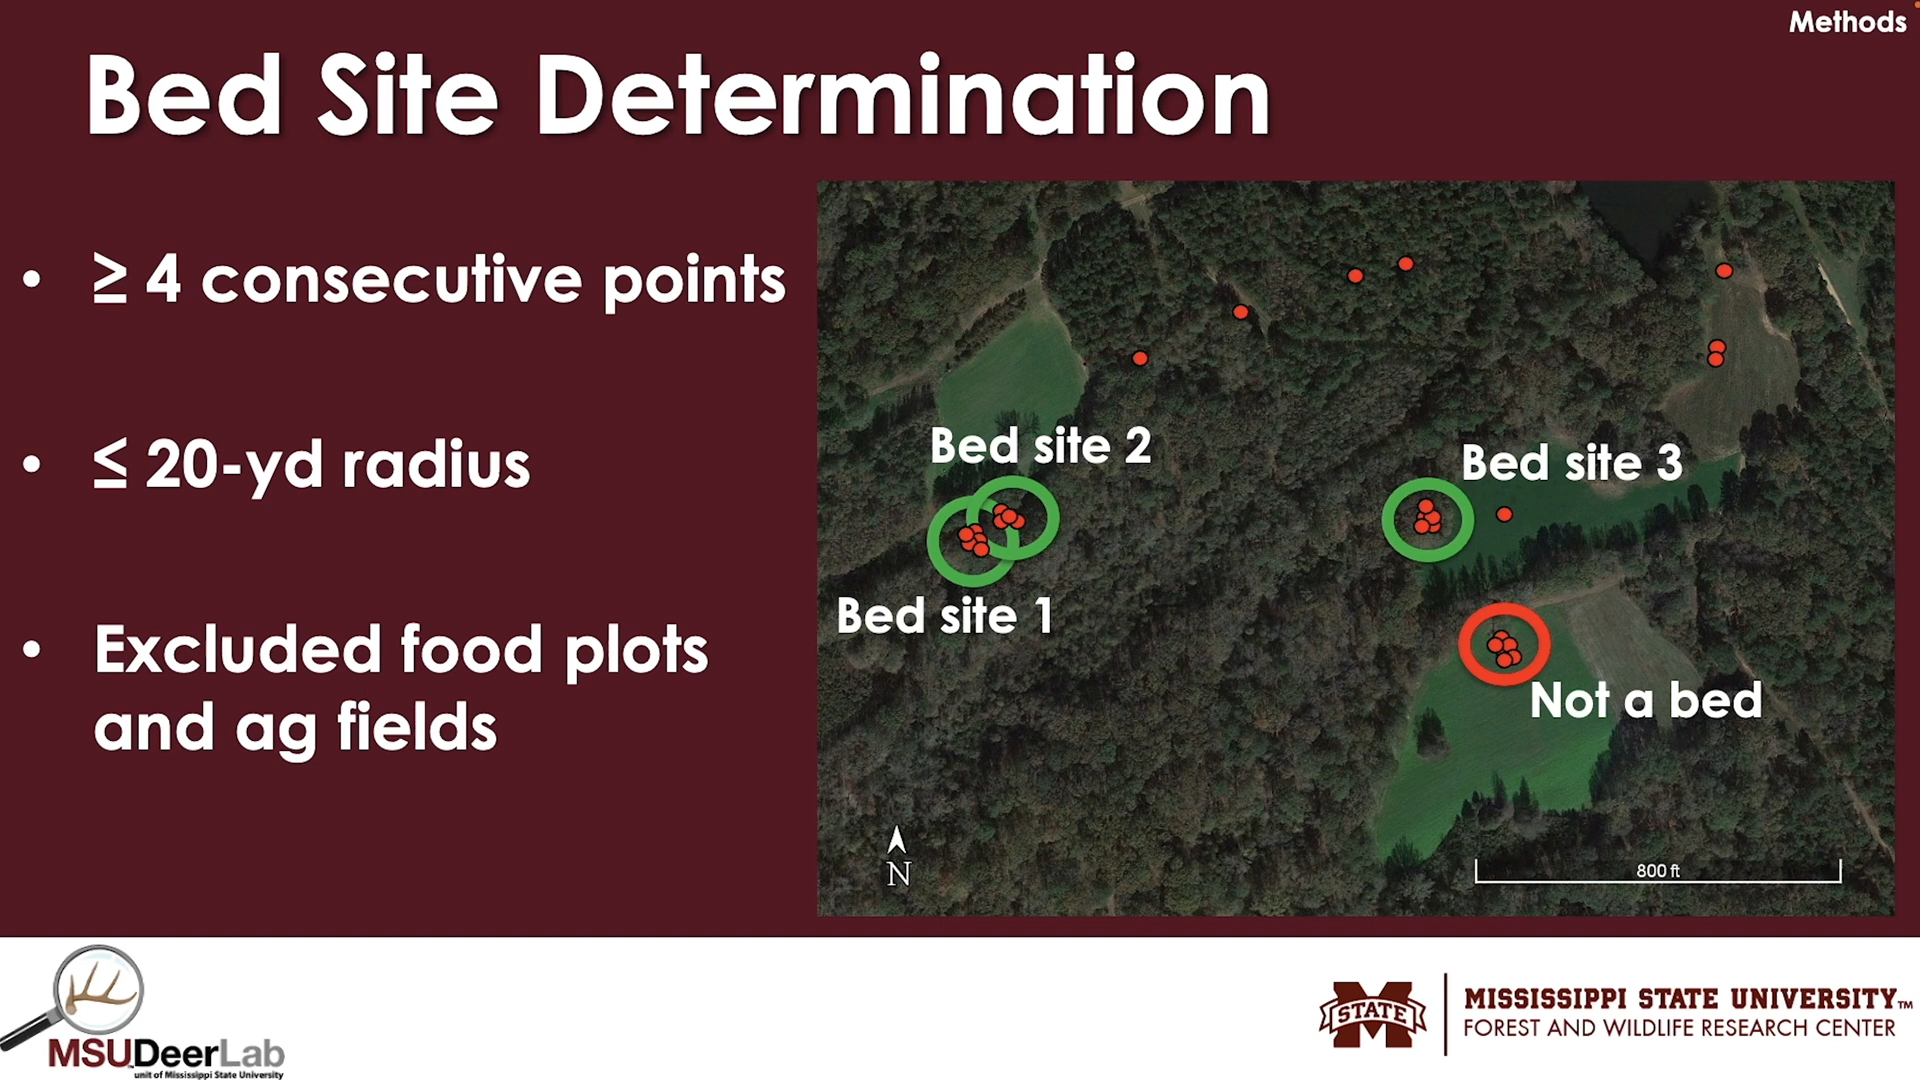 Methods
Bed Site Determination
• ≥ 4 consecutive points
• ≤ 20-yd radius
• Excluded food plots
and ag fields
Bed site 2
Bed site 3
Bed site 1
Not a bed
N
800 ft
MSUDeerLab
unit of Mississippi State University
STATE
MISSISSIPPI STATE UNIVERSITY™
FOREST AND WILDLIFE RESEARCH CENTER